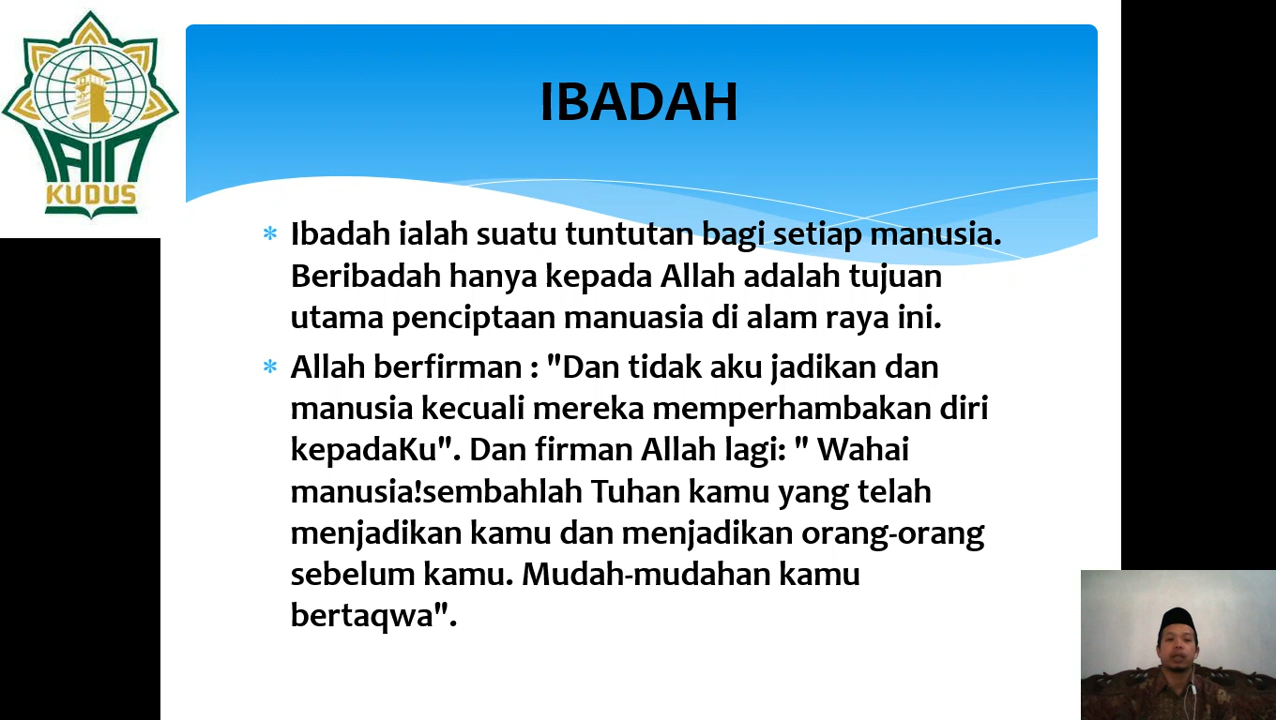 IAIN
KUDUS
IBADAH
Ibadah ialah suatu tuntutan bagi setiap manusia.
Beribadah hanya kepada Allah adalah tujuan
utama penciptaan manuasia di alam raya ini.
Allah berfirman : "Dan tidak aku jadikan dan
manusia kecuali mereka memperhambakan diri
kepadaKu". Dan firman Allah lagi: " Wahai
manusia!sembahlah Tuhan kamu yang telah
menjadikan kamu dan menjadikan orang-orang
sebelum kamu. Mudah-mudahan kamu
bertaqwa".